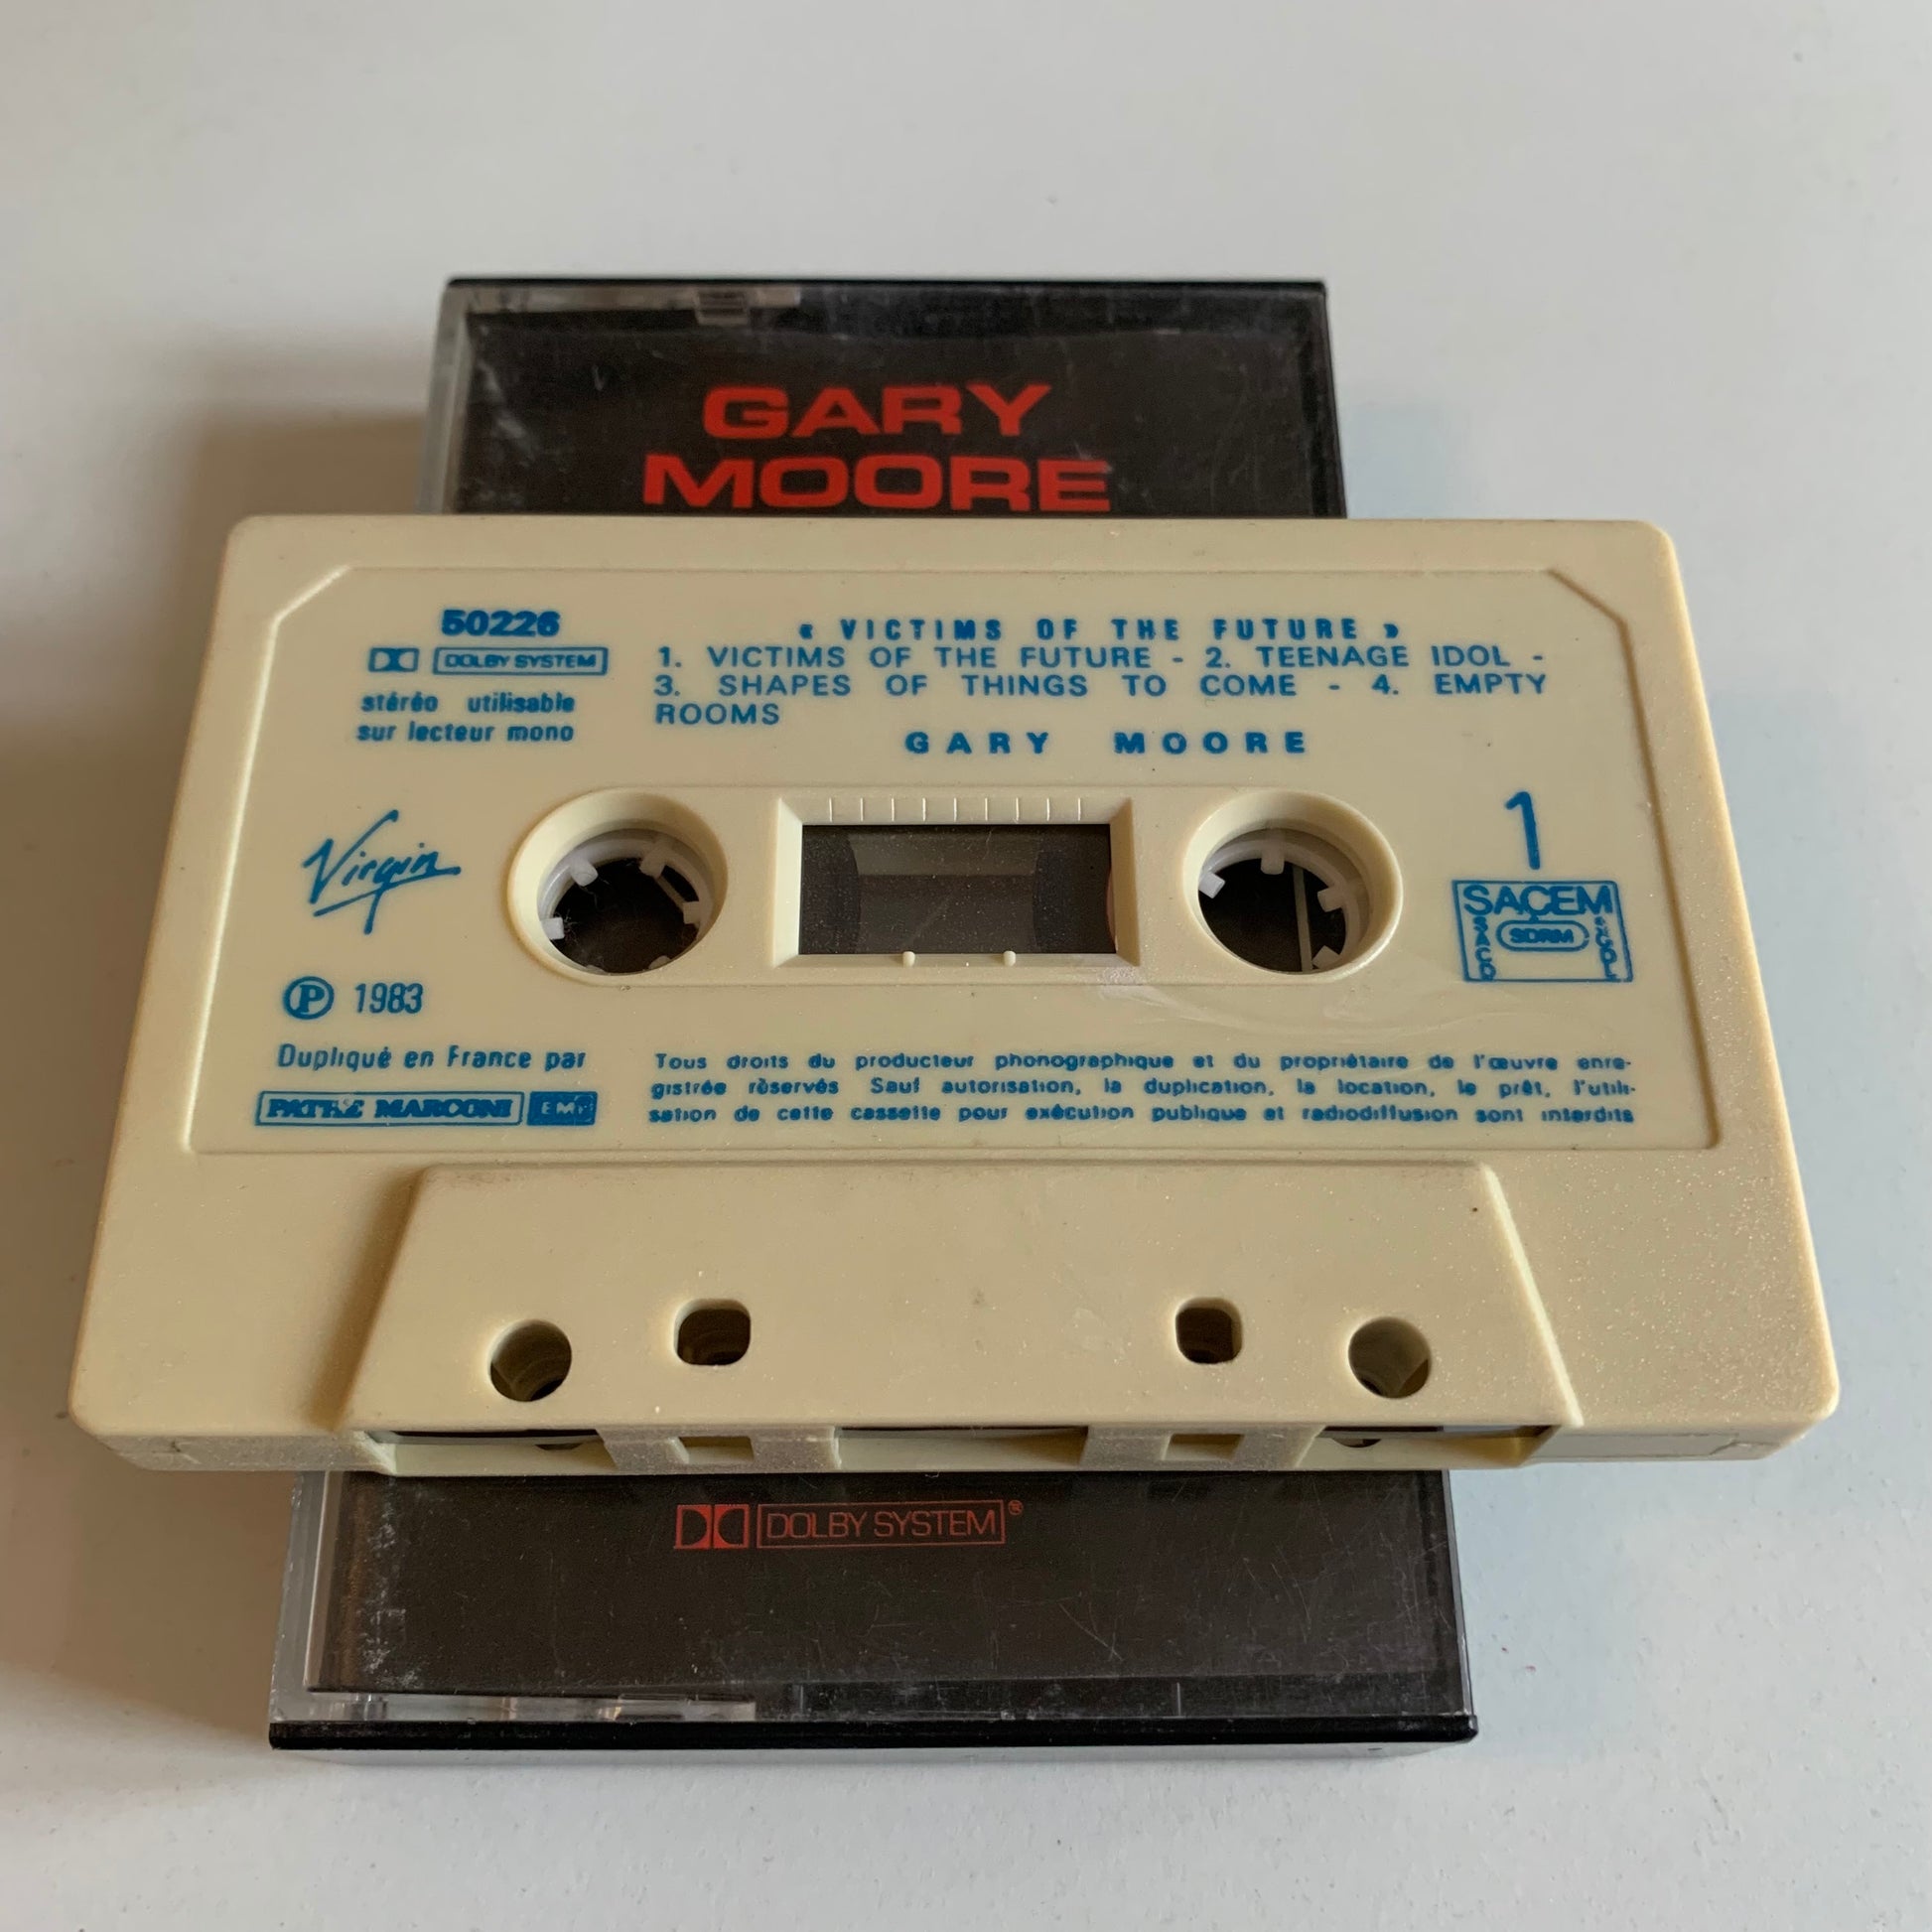 GARY
MOORE
50226
DOLBY SYSTEM
stéréo utilisable
sur lecteur mono
« VICTIMS OF THE FUTURE »
1. VICTIMS OF THE FUTURE - 2. TEENAGE IDOL -
3. SHAPES OF THINGS TO COME - 4. EMPTY
ROOMS
GARY MOORE
Virgin
1
SACEM
SACD
SDRM
SGDL
Ⓟ 1983
Dupliqué en France par
PATHÉ MARCONI EMI
Tous droits du producteur phonographique et du propriétaire de l'œuvre enre-
gistrée réservés Sauf autorisation, la duplication, la location, le prêt, l'utili-
sation de cette cassette pour exécution publique et radiodiffusion sont interdits
DOLBY SYSTEM®